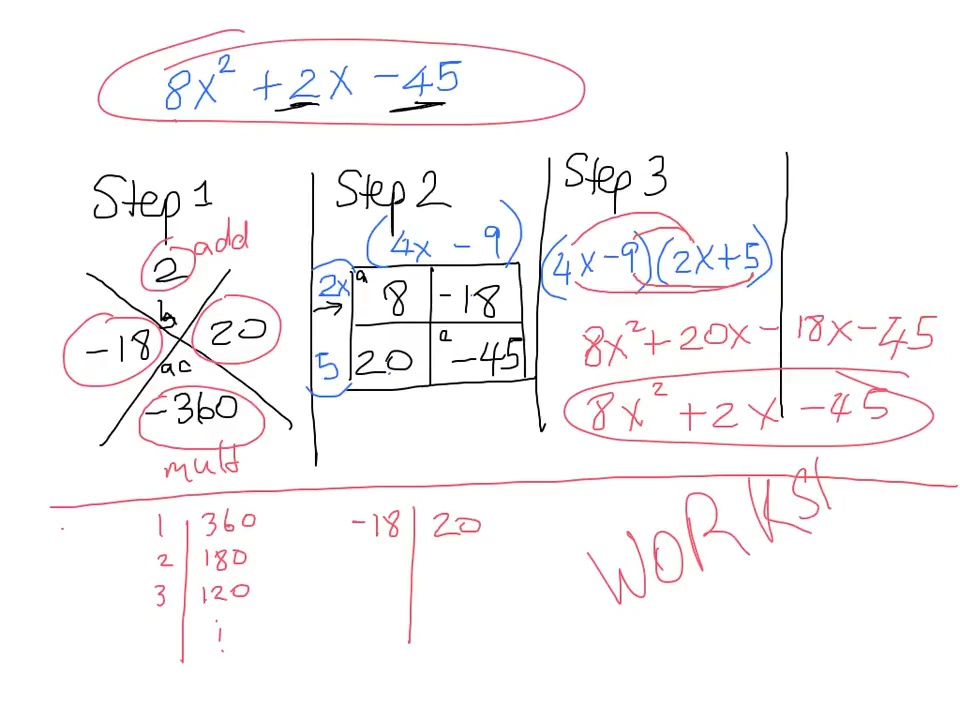 8x² + 2x - 45
Step 1
2 add
b
-18 20
ac
-360
mult
Step 2
(4x - 9)
2x a 8 -18
5 20 a -45
Step 3
(4x - 9)(2x + 5)
8x² + 20x - 18x - 45
8x² + 2x - 45
1 360
2 180
3 120
-18 20
WORKS!